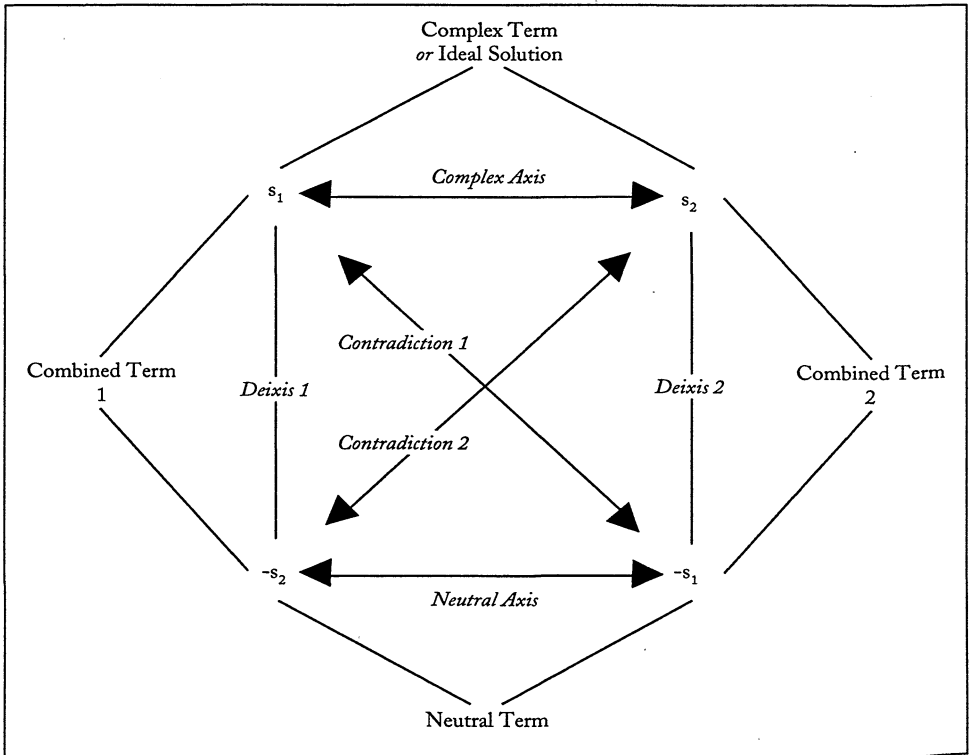 Complex Term
or Ideal Solution
Complex Axis
s₁
s₂
Contradiction 1
Combined Term
1
Deixis 1
Deixis 2
Combined Term
2
Contradiction 2
–s₂
–s₁
Neutral Axis
Neutral Term